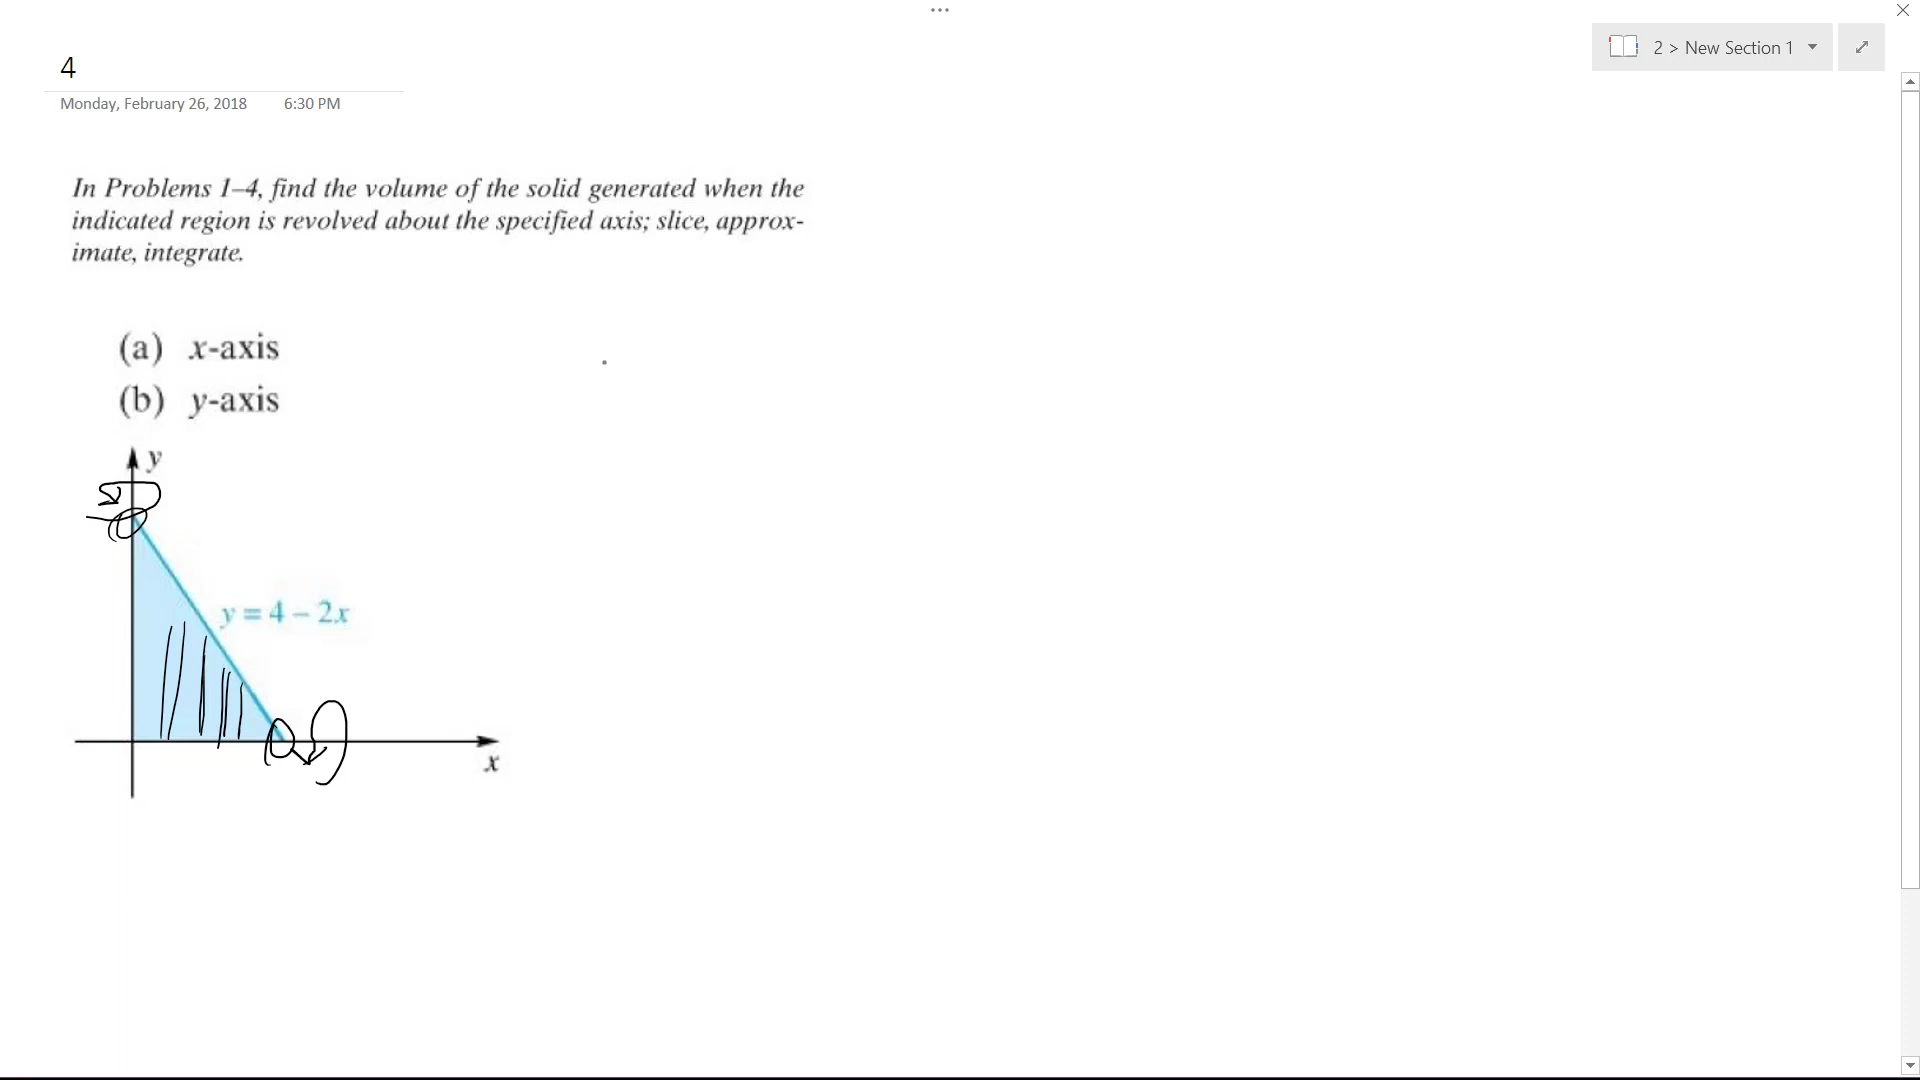 2 > New Section 1
4
Monday, February 26, 2018 6:30 PM
In Problems 1–4, find the volume of the solid generated when the
indicated region is revolved about the specified axis; slice, approx-
imate, integrate.
(a) x-axis
(b) y-axis
y
y = 4 – 2x
x